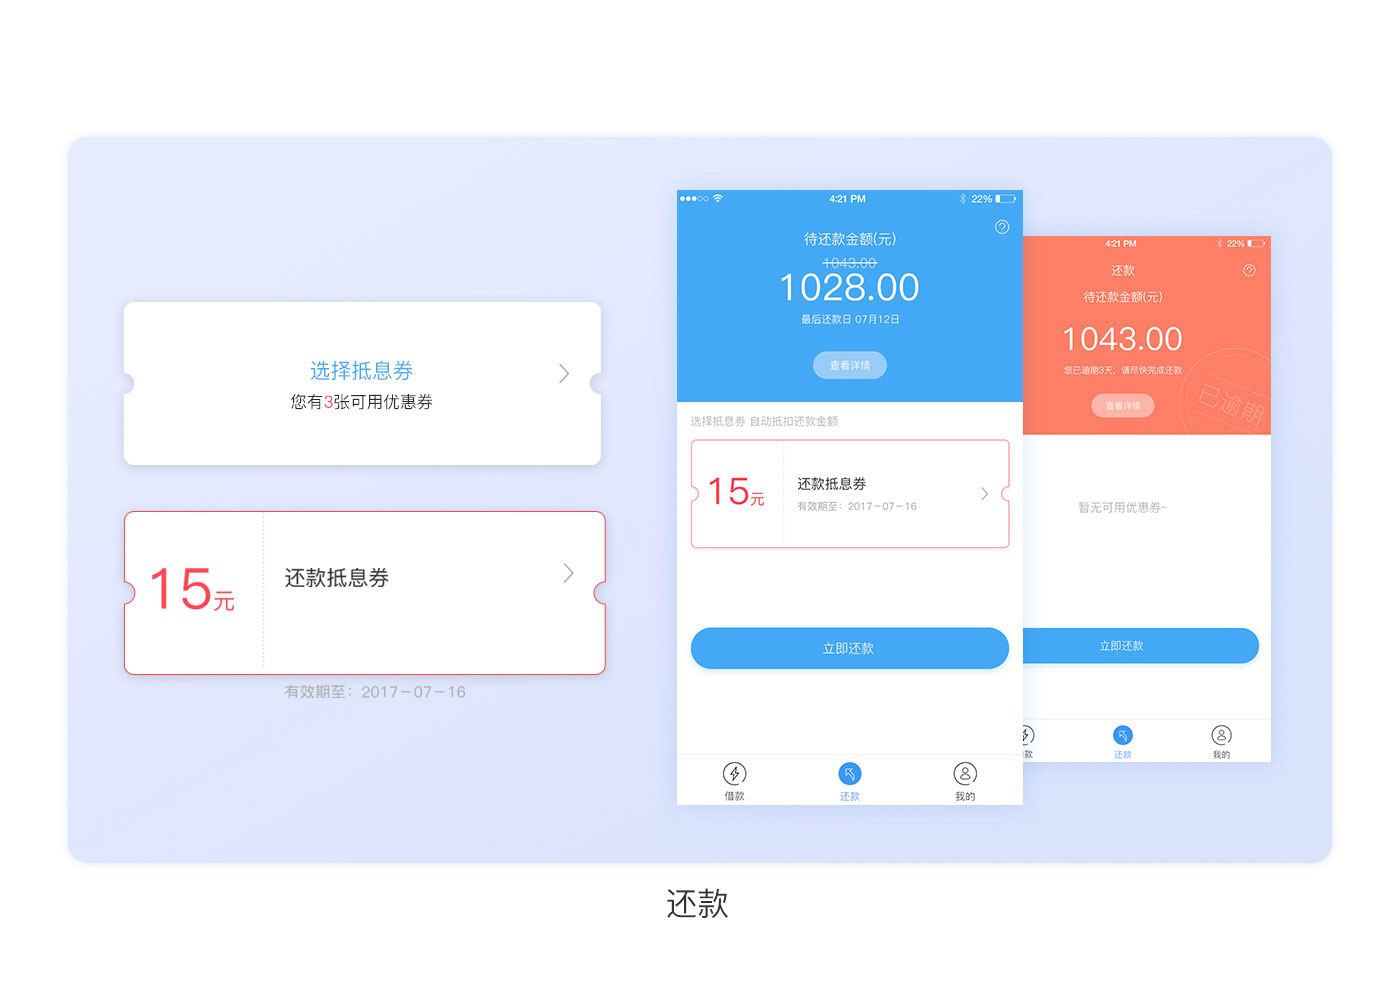 选择抵息券
您有3张可用优惠券
15元
还款抵息券
有效期至：2017-07-16
4:21 PM
22%
待还款金额(元)
1043.00
1028.00
最后还款日 07月12日
查看详情
选择抵息券 自动抵扣还款金额
15元
还款抵息券
有效期至：2017-07-16
立即还款
借款
还款
我的
4:21 PM
22%
还款
待还款金额(元)
1043.00
您已逾期3天，请尽快完成还款
已逾期
查看详情
暂无可用优惠券~
立即还款
款
还款
我的
还款